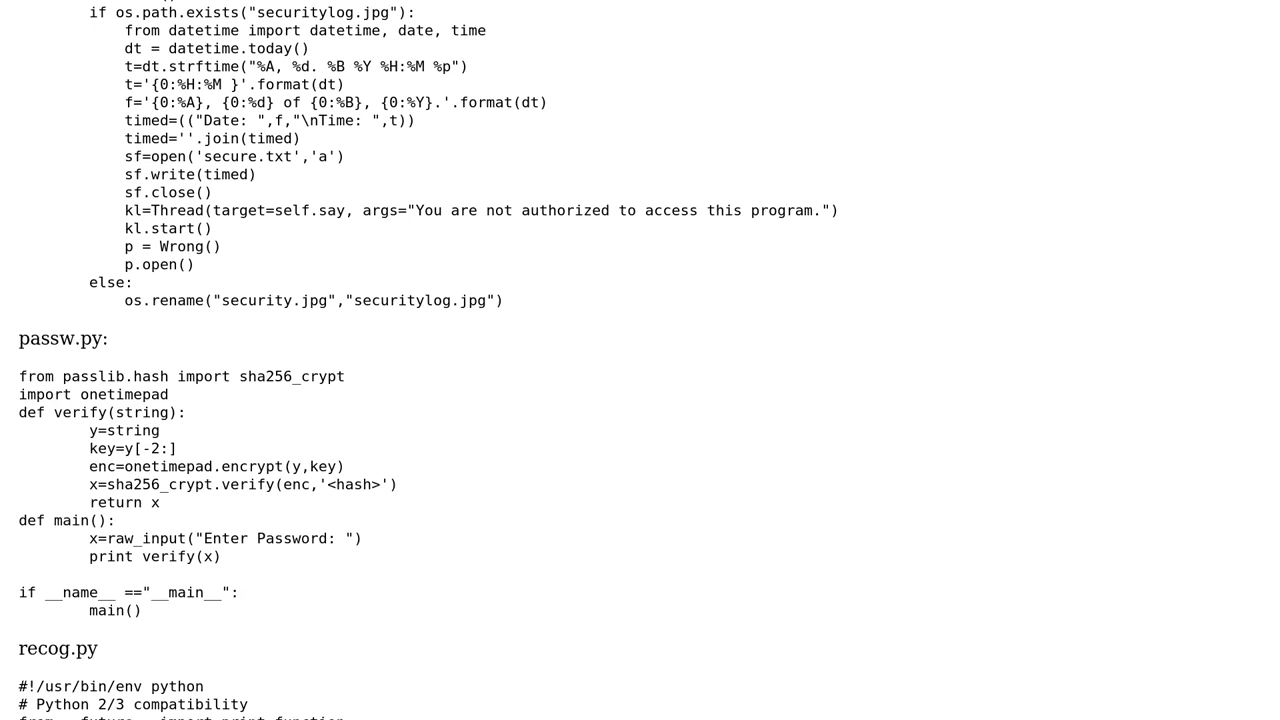 if os.path.exists("securitylog.jpg"):
from datetime import datetime, date, time
dt = datetime.today()
t=dt.strftime("%A, %d. %B %Y %H:%M %p")
t='{0:%H:%M }'.format(dt)
f='{0:%A}, {0:%d} of {0:%B}, {0:%Y}.'.format(dt)
timed=(("Date: ",f,"\nTime: ",t))
timed=''.join(timed)
sf=open('secure.txt','a')
sf.write(timed)
sf.close()
kl=Thread(target=self.say, args="You are not authorized to access this program.")
kl.start()
p = Wrong()
p.open()
else:
os.rename("security.jpg","securitylog.jpg")
passw.py:
from passlib.hash import sha256_crypt
import onetimepad
def verify(string):
y=string
key=y[-2:]
enc=onetimepad.encrypt(y,key)
x=sha256_crypt.verify(enc,'<hash>')
return x
def main():
x=raw_input("Enter Password: ")
print verify(x)
if __name__ =="__main__":
main()
recog.py
#!/usr/bin/env python
# Python 2/3 compatibility
from __future__ import print_function